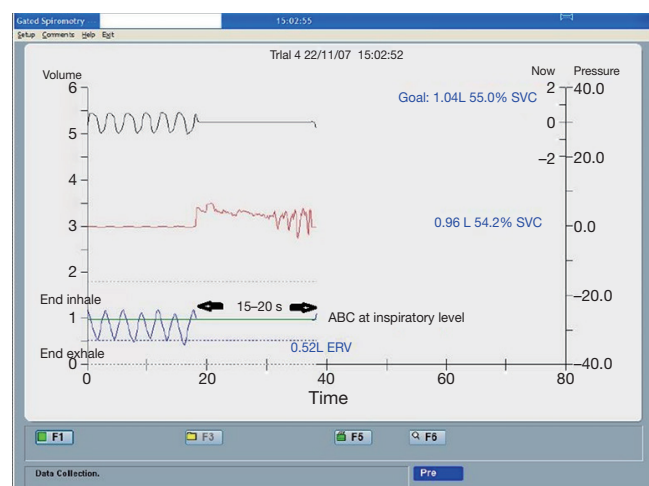 Gated Spirometry
15:02:55
Setup Comments Help Exit
Trlal 4 22/11/07 15:02:52
Volume
Now Pressure
6
2 40.0
Goal: 1.04L 55.0% SVC
0
5
-2 20.0
4
3
0.96 L 54.2% SVC
0.0
2
End inhale
15–20 s
-20.0
1
ABC at inspiratory level
0.52L ERV
End exhale
0
-40.0
0 20 40 60 80
Time
F1 F3 F5 F6
Data Collection.
Pre